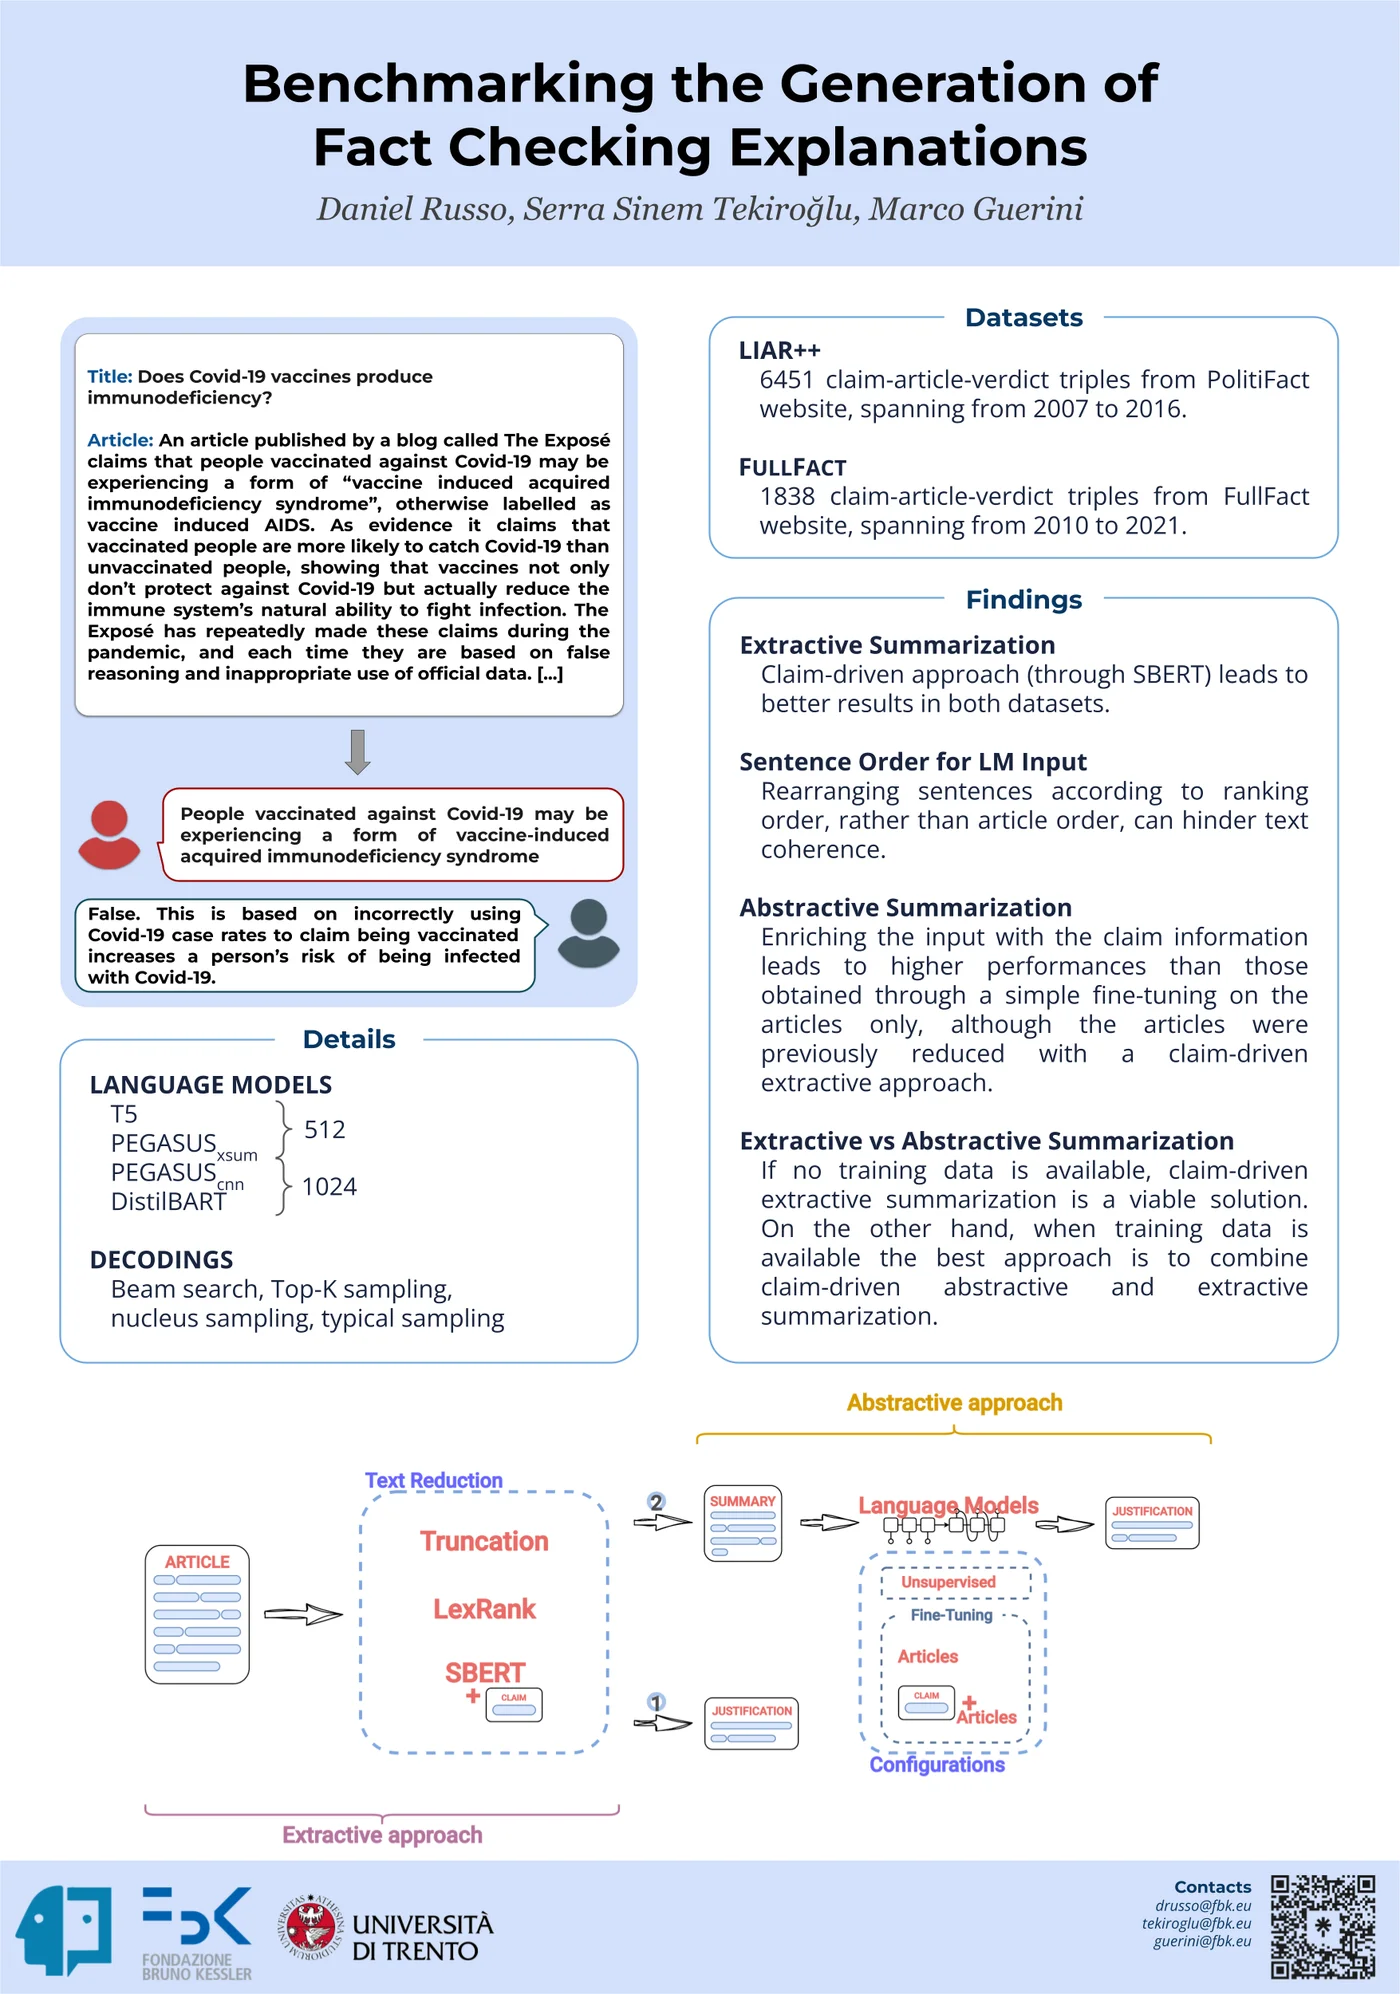 Benchmarking the Generation of
Fact Checking Explanations
Daniel Russo, Serra Sinem Tekiroğlu, Marco Guerini
Title: Does Covid-19 vaccines produce
immunodeficiency?
Article: An article published by a blog called The Exposé
claims that people vaccinated against Covid-19 may be
experiencing a form of “vaccine induced acquired
immunodeficiency syndrome”, otherwise labelled as
vaccine induced AIDS. As evidence it claims that
vaccinated people are more likely to catch Covid-19 than
unvaccinated people, showing that vaccines not only
don’t protect against Covid-19 but actually reduce the
immune system’s natural ability to fight infection. The
Exposé has repeatedly made these claims during the
pandemic, and each time they are based on false
reasoning and inappropriate use of official data. [...]
People vaccinated against Covid-19 may be
experiencing a form of vaccine-induced
acquired immunodeficiency syndrome
False. This is based on incorrectly using
Covid-19 case rates to claim being vaccinated
increases a person’s risk of being infected
with Covid-19.
Details
LANGUAGE MODELS
T5
PEGASUSxsum
512
PEGASUScnn
DistilBART
1024
DECODINGS
Beam search, Top-K sampling,
nucleus sampling, typical sampling
Datasets
LIAR++
6451 claim-article-verdict triples from PolitiFact
website, spanning from 2007 to 2016.
FULLFACT
1838 claim-article-verdict triples from FullFact
website, spanning from 2010 to 2021.
Findings
Extractive Summarization
Claim-driven approach (through SBERT) leads to
better results in both datasets.
Sentence Order for LM Input
Rearranging sentences according to ranking
order, rather than article order, can hinder text
coherence.
Abstractive Summarization
Enriching the input with the claim information
leads to higher performances than those
obtained through a simple fine-tuning on the
articles only, although the articles were
previously reduced with a claim-driven
extractive approach.
Extractive vs Abstractive Summarization
If no training data is available, claim-driven
extractive summarization is a viable solution.
On the other hand, when training data is
available the best approach is to combine
claim-driven abstractive and extractive
summarization.
Abstractive approach
Text Reduction
ARTICLE
Truncation
LexRank
SBERT
+ CLAIM
2
SUMMARY
Language Models
JUSTIFICATION
Unsupervised
Fine-Tuning
Articles
CLAIM +
Articles
Configurations
1
JUSTIFICATION
Extractive approach
FBK
FONDAZIONE
BRUNO KESSLER
UNIVERSITÀ
DI TRENTO
Contacts
drusso@fbk.eu
tekiroglu@fbk.eu
guerini@fbk.eu